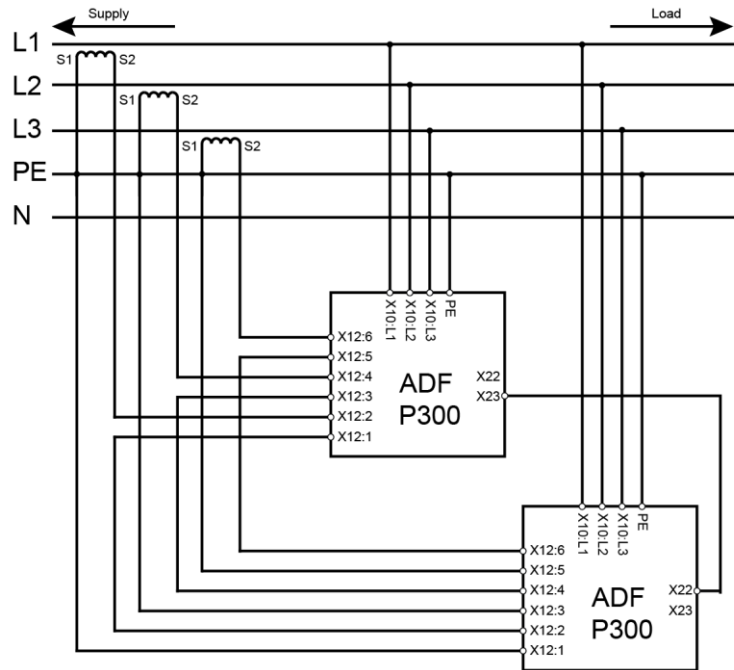 Supply
Load
L1
S1 S2
L2
S1 S2
L3
S1 S2
PE
N
X10:L1
X10:L2
X10:L3
PE
X12:6
X12:5
X12:4
X12:3
X12:2
X12:1
ADF
P300
X22
X23
X10:L1
X10:L2
X10:L3
PE
X12:6
X12:5
X12:4
X12:3
X12:2
X12:1
ADF
P300
X22
X23